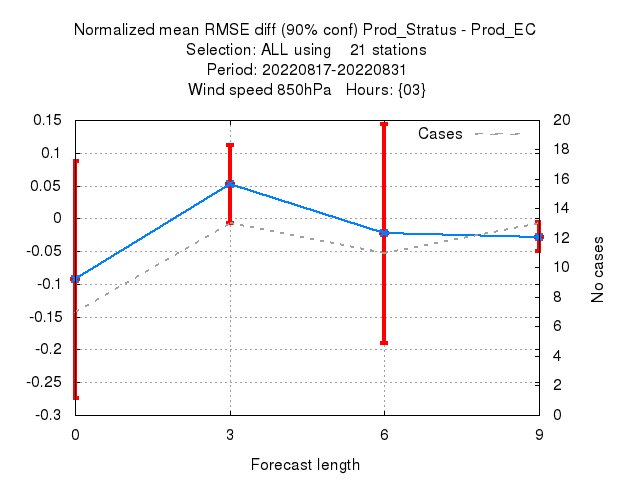 Normalized mean RMSE diff (90% conf) Prod_Stratus - Prod_EC
Selection: ALL using    21 stations
Period: 20220817-20220831
Wind speed 850hPa   Hours: {03}
Cases
0.15
0.1
0.05
0
-0.05
-0.1
-0.15
-0.2
-0.25
-0.3
20
18
16
14
12
10
8
6
4
2
0
No cases
0 3 6 9
Forecast length